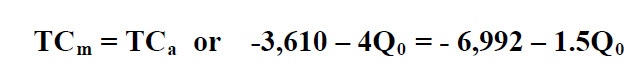 TCₘ = TCₐ or -3,610 – 4Q₀ = - 6,992 – 1.5Q₀